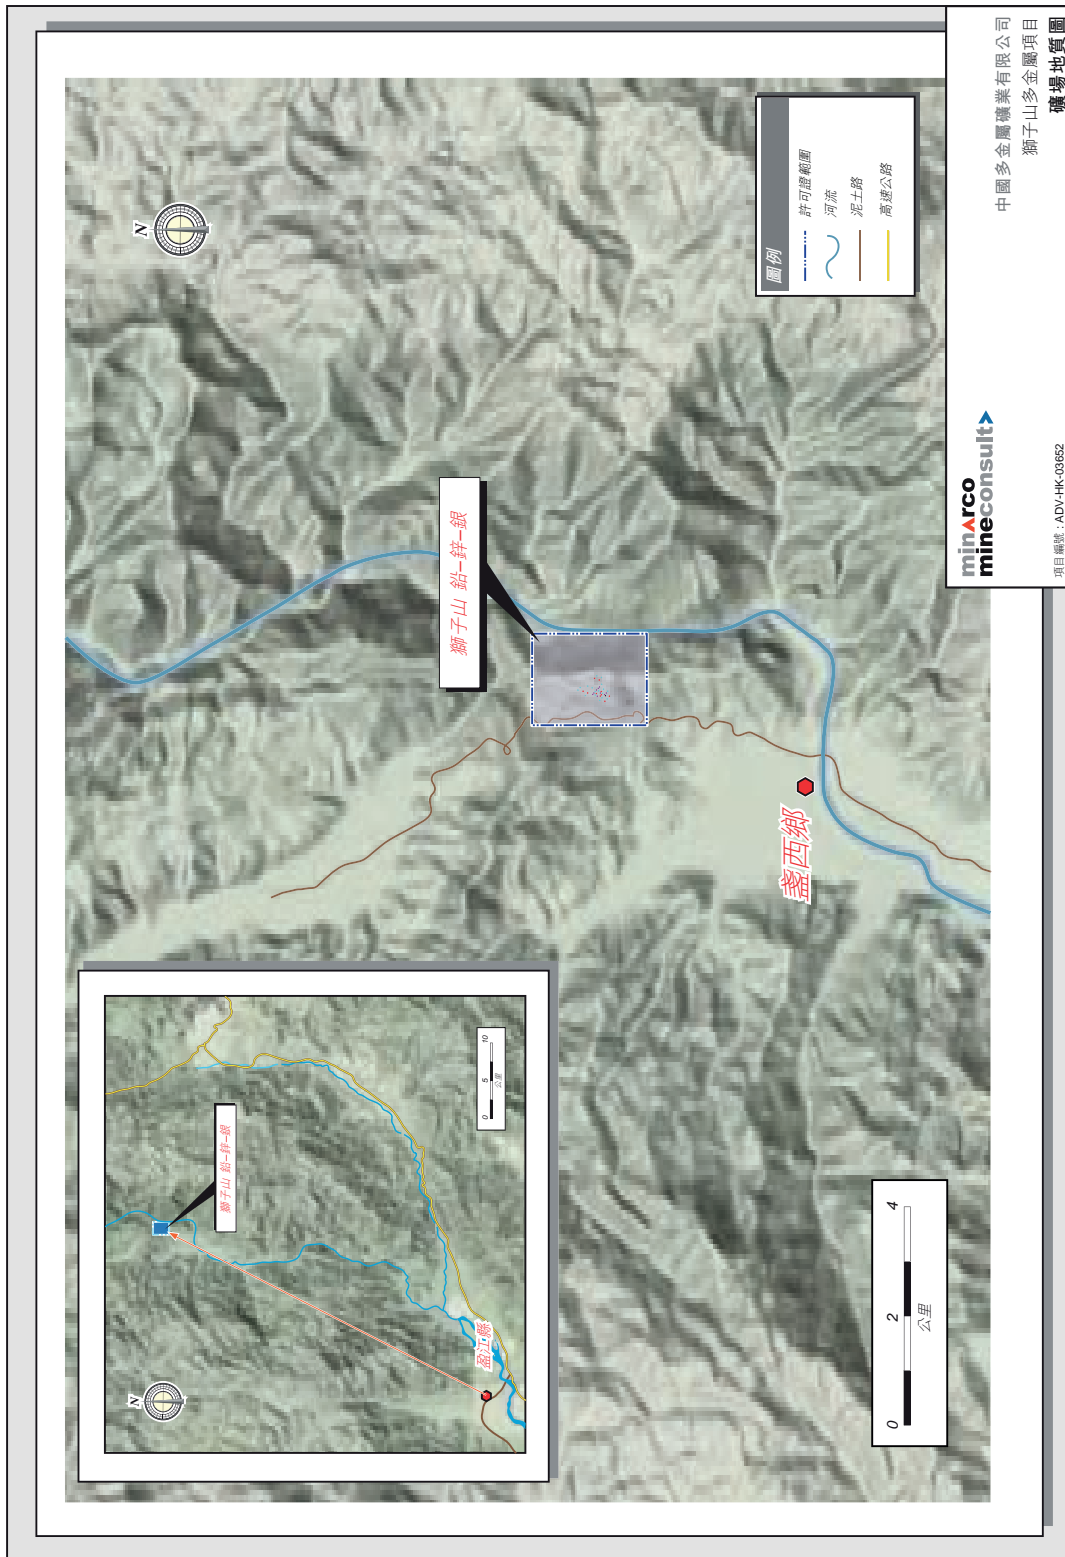 N
獅子山 鉛-鋅-銀
盞西鄉
圖例
許可證範圍
河流
泥土路
高速公路
N
獅子山 鉛-鋅-銀
盈江縣
0 5 10
公里
0 2 4
公里
minarco
mineconsult
項目編號：ADV-HK-03652
中國多金屬礦業有限公司
獅子山多金屬項目
礦場地質圖